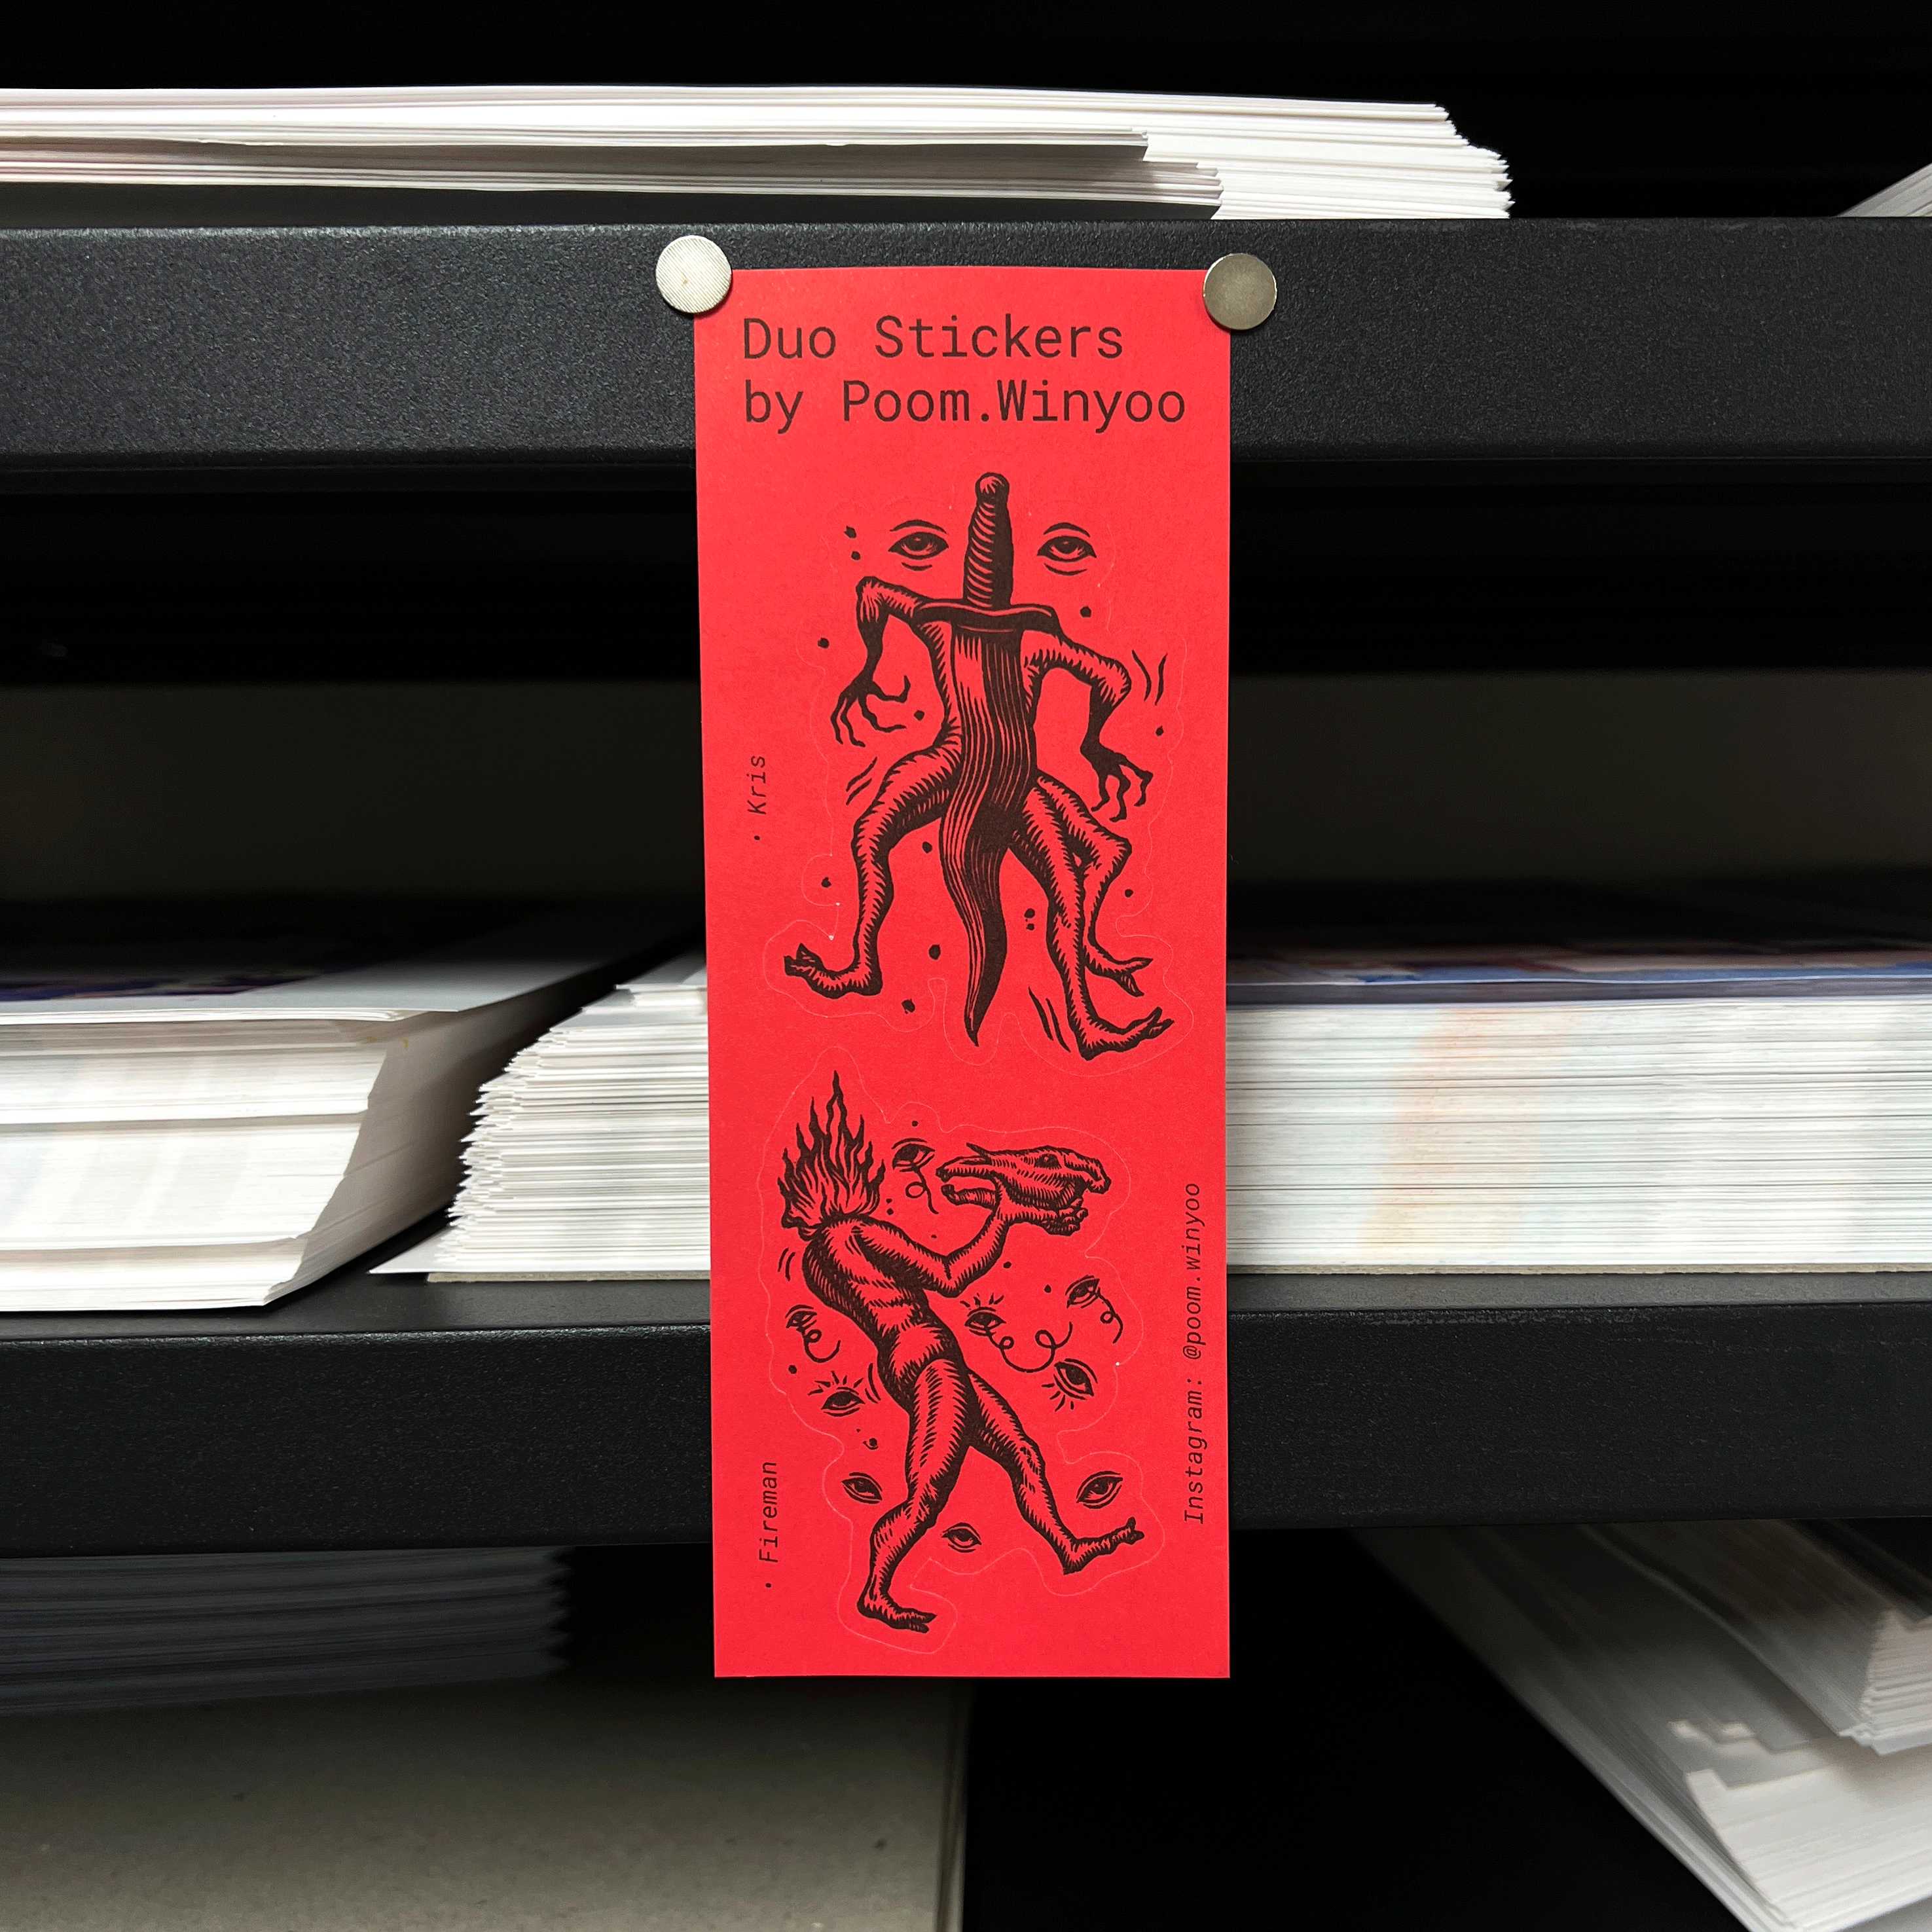 Duo Stickers
by Poom.Winyoo
• Kris
• Fireman
Instagram: @poom.winyoo